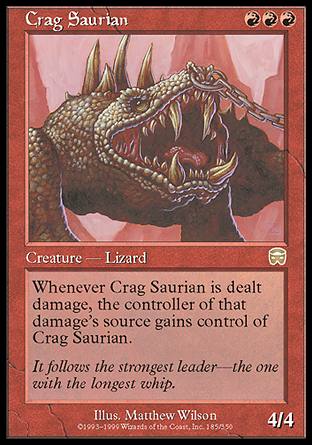 Crag Saurian
Creature — Lizard
Whenever Crag Saurian is dealt
damage, the controller of that
damage's source gains control of
Crag Saurian.
It follows the strongest leader—the one
with the longest whip.
4/4
Illus. Matthew Wilson
©1993–1999 Wizards of the Coast, Inc. 185/350